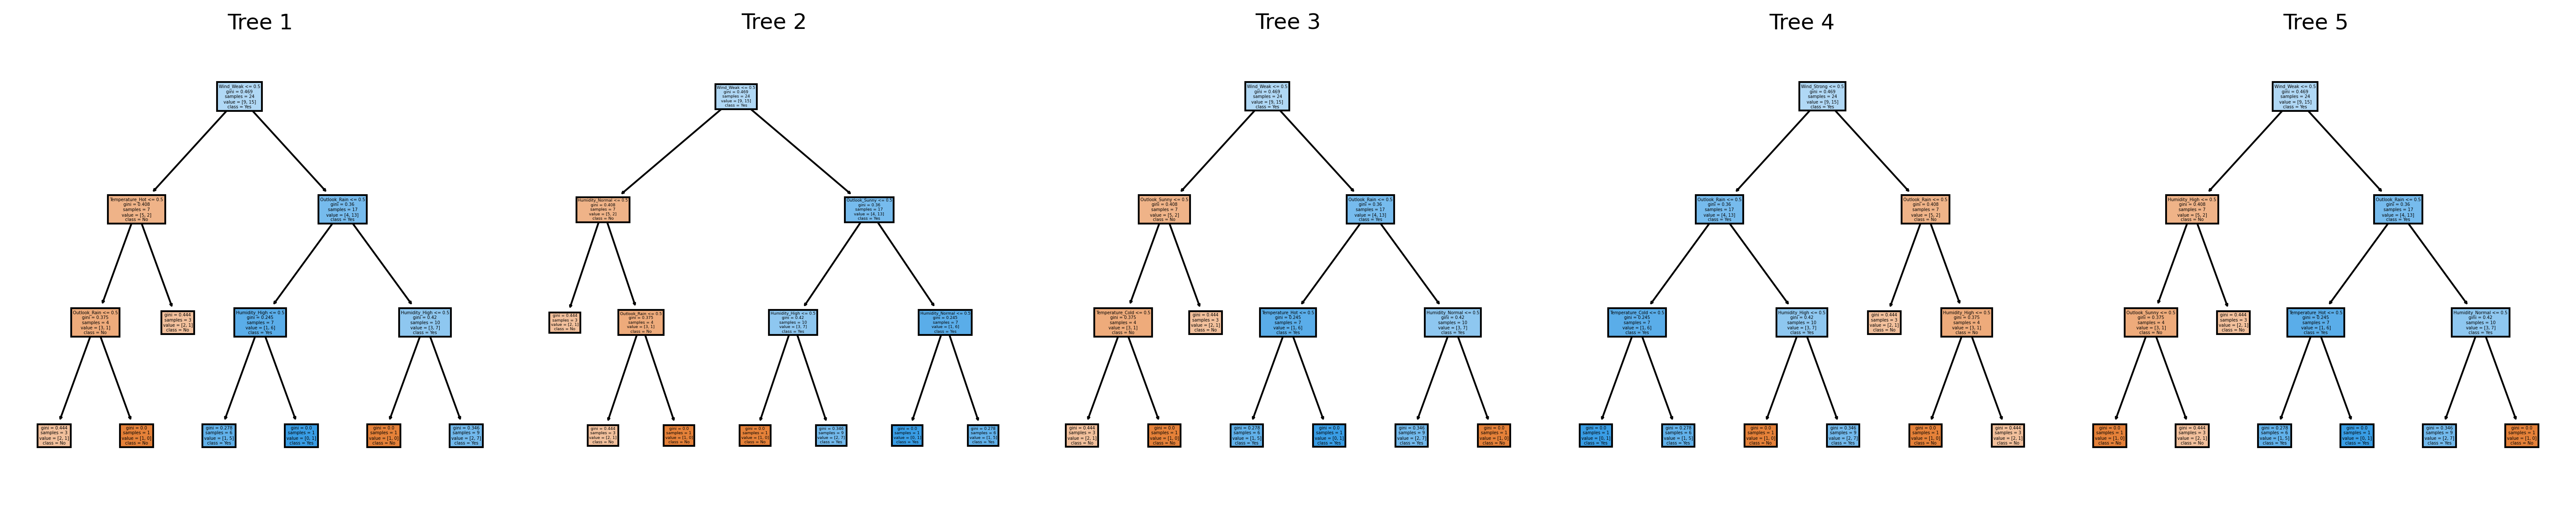 Tree 1
Wind_Weak <= 0.5
gini = 0.469
samples = 24
value = [9, 15]
class = Yes
Temperature_Hot <= 0.5
gini = 0.408
samples = 7
value = [5, 2]
class = No
Outlook_Rain <= 0.5
gini = 0.36
samples = 17
value = [4, 13]
class = Yes
Outlook_Rain <= 0.5
gini = 0.375
samples = 4
value = [3, 1]
class = No
gini = 0.444
samples = 3
value = [2, 1]
class = No
Humidity_High <= 0.5
gini = 0.245
samples = 7
value = [1, 6]
class = Yes
Humidity_High <= 0.5
gini = 0.42
samples = 10
value = [3, 7]
class = Yes
gini = 0.444
samples = 3
value = [2, 1]
class = No
gini = 0.0
samples = 1
value = [1, 0]
class = No
gini = 0.278
samples = 6
value = [1, 5]
class = Yes
gini = 0.0
samples = 1
value = [0, 1]
class = Yes
gini = 0.0
samples = 1
value = [1, 0]
class = No
gini = 0.346
samples = 9
value = [2, 7]
class = Yes
Tree 2
Wind_Weak <= 0.5
gini = 0.469
samples = 24
value = [9, 15]
class = Yes
Humidity_Normal <= 0.5
gini = 0.408
samples = 7
value = [5, 2]
class = No
Outlook_Sunny <= 0.5
gini = 0.36
samples = 17
value = [4, 13]
class = Yes
gini = 0.444
samples = 3
value = [2, 1]
class = No
Outlook_Rain <= 0.5
gini = 0.375
samples = 4
value = [3, 1]
class = No
Humidity_High <= 0.5
gini = 0.42
samples = 10
value = [3, 7]
class = Yes
Humidity_Normal <= 0.5
gini = 0.245
samples = 7
value = [1, 6]
class = Yes
gini = 0.444
samples = 3
value = [2, 1]
class = No
gini = 0.0
samples = 1
value = [1, 0]
class = No
gini = 0.0
samples = 1
value = [1, 0]
class = No
gini = 0.346
samples = 9
value = [2, 7]
class = Yes
gini = 0.0
samples = 1
value = [0, 1]
class = Yes
gini = 0.278
samples = 6
value = [1, 5]
class = Yes
Tree 3
Wind_Weak <= 0.5
gini = 0.469
samples = 24
value = [9, 15]
class = Yes
Outlook_Sunny <= 0.5
gini = 0.408
samples = 7
value = [5, 2]
class = No
Outlook_Rain <= 0.5
gini = 0.36
samples = 17
value = [4, 13]
class = Yes
Temperature_Cold <= 0.5
gini = 0.375
samples = 4
value = [3, 1]
class = No
gini = 0.444
samples = 3
value = [2, 1]
class = No
Temperature_Hot <= 0.5
gini = 0.245
samples = 7
value = [1, 6]
class = Yes
Humidity_Normal <= 0.5
gini = 0.42
samples = 10
value = [3, 7]
class = Yes
gini = 0.444
samples = 3
value = [2, 1]
class = No
gini = 0.0
samples = 1
value = [1, 0]
class = No
gini = 0.278
samples = 6
value = [1, 5]
class = Yes
gini = 0.0
samples = 1
value = [0, 1]
class = Yes
gini = 0.346
samples = 9
value = [2, 7]
class = Yes
gini = 0.0
samples = 1
value = [1, 0]
class = No
Tree 4
Wind_Strong <= 0.5
gini = 0.469
samples = 24
value = [9, 15]
class = Yes
Outlook_Rain <= 0.5
gini = 0.36
samples = 17
value = [4, 13]
class = Yes
Outlook_Rain <= 0.5
gini = 0.408
samples = 7
value = [5, 2]
class = No
Temperature_Cold <= 0.5
gini = 0.245
samples = 7
value = [1, 6]
class = Yes
Humidity_High <= 0.5
gini = 0.42
samples = 10
value = [3, 7]
class = Yes
gini = 0.444
samples = 3
value = [2, 1]
class = No
Humidity_High <= 0.5
gini = 0.375
samples = 4
value = [3, 1]
class = No
gini = 0.0
samples = 1
value = [0, 1]
class = Yes
gini = 0.278
samples = 6
value = [1, 5]
class = Yes
gini = 0.0
samples = 1
value = [1, 0]
class = No
gini = 0.346
samples = 9
value = [2, 7]
class = Yes
gini = 0.0
samples = 1
value = [1, 0]
class = No
gini = 0.444
samples = 3
value = [2, 1]
class = No
Tree 5
Wind_Weak <= 0.5
gini = 0.469
samples = 24
value = [9, 15]
class = Yes
Humidity_High <= 0.5
gini = 0.408
samples = 7
value = [5, 2]
class = No
Outlook_Rain <= 0.5
gini = 0.36
samples = 17
value = [4, 13]
class = Yes
Outlook_Sunny <= 0.5
gini = 0.375
samples = 4
value = [3, 1]
class = No
gini = 0.444
samples = 3
value = [2, 1]
class = No
Temperature_Hot <= 0.5
gini = 0.245
samples = 7
value = [1, 6]
class = Yes
Humidity_Normal <= 0.5
gini = 0.42
samples = 10
value = [3, 7]
class = Yes
gini = 0.0
samples = 1
value = [1, 0]
class = No
gini = 0.444
samples = 3
value = [2, 1]
class = No
gini = 0.278
samples = 6
value = [1, 5]
class = Yes
gini = 0.0
samples = 1
value = [0, 1]
class = Yes
gini = 0.346
samples = 9
value = [2, 7]
class = Yes
gini = 0.0
samples = 1
value = [1, 0]
class = No